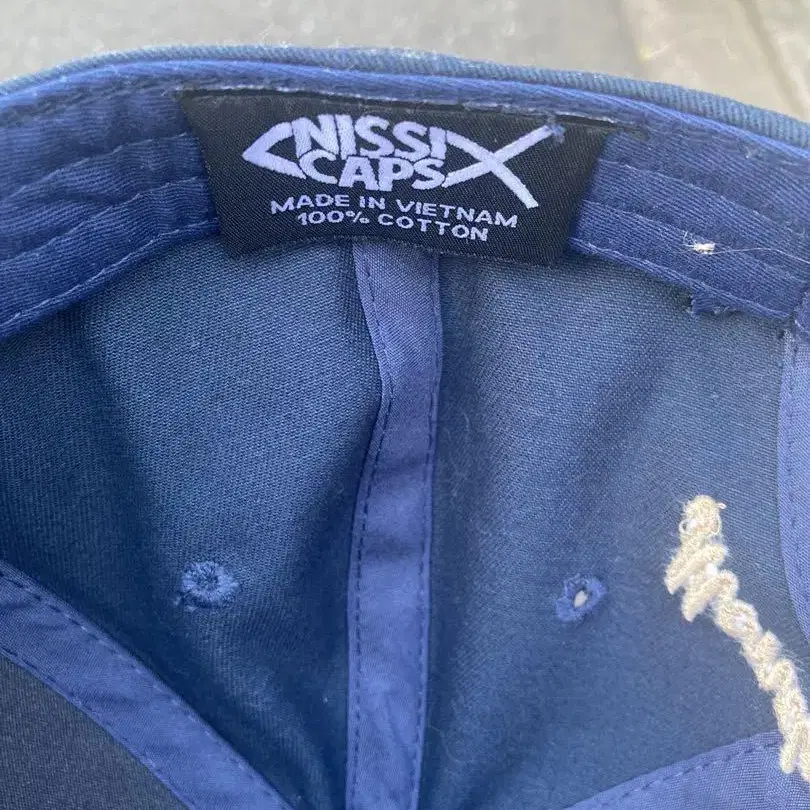 NISSI
CAPS
MADE IN VIETNAM
100% COTTON